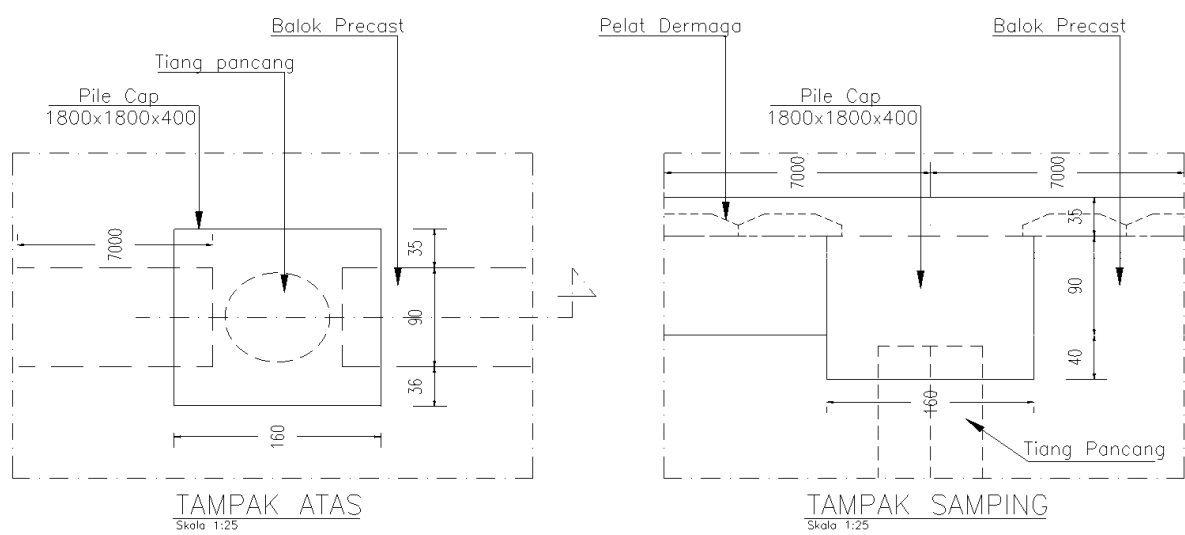 Balok Precast
Tiang pancang
Pile Cap
1800x1800x400
7000
35
90
36
160
TAMPAK ATAS
Skala 1:25
Pelat Dermaga
Balok Precast
Pile Cap
1800x1800x400
7000
7000
35
90
40
160
Tiang Pancang
TAMPAK SAMPING
Skala 1:25